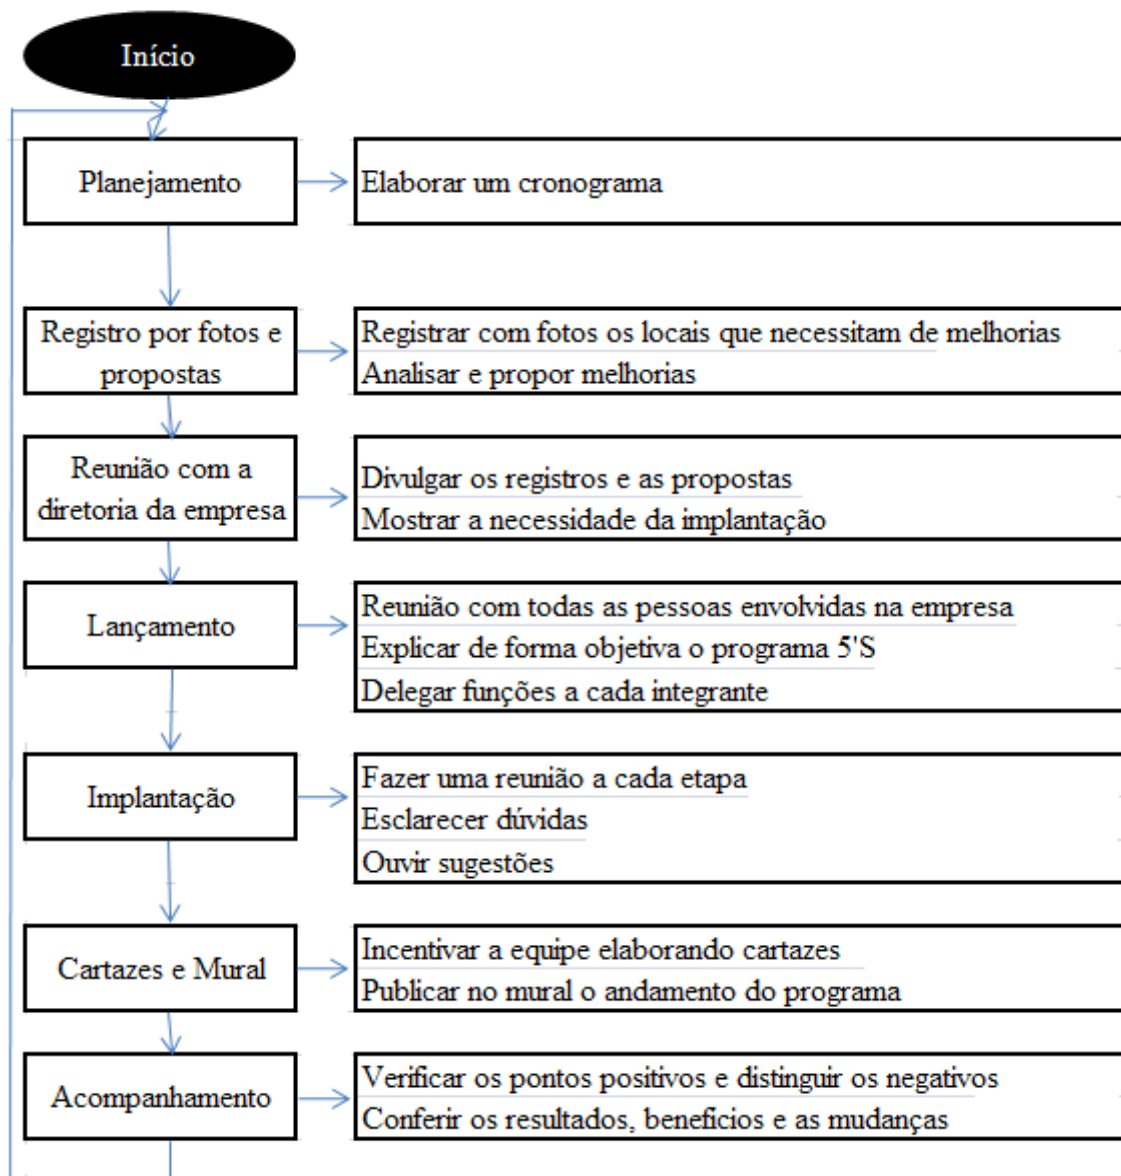 Início
Planejamento
Elaborar um cronograma
Registro por fotos e
propostas
Registrar com fotos os locais que necessitam de melhorias
Analisar e propor melhorias
Reunião com a
diretoria da empresa
Divulgar os registros e as propostas
Mostrar a necessidade da implantação
Lançamento
Reunião com todas as pessoas envolvidas na empresa
Explicar de forma objetiva o programa 5'S
Delegar funções a cada integrante
Implantação
Fazer uma reunião a cada etapa
Esclarecer dúvidas
Ouvir sugestões
Cartazes e Mural
Incentivar a equipe elaborando cartazes
Publicar no mural o andamento do programa
Acompanhamento
Verificar os pontos positivos e distinguir os negativos
Conferir os resultados, benefícios e as mudanças